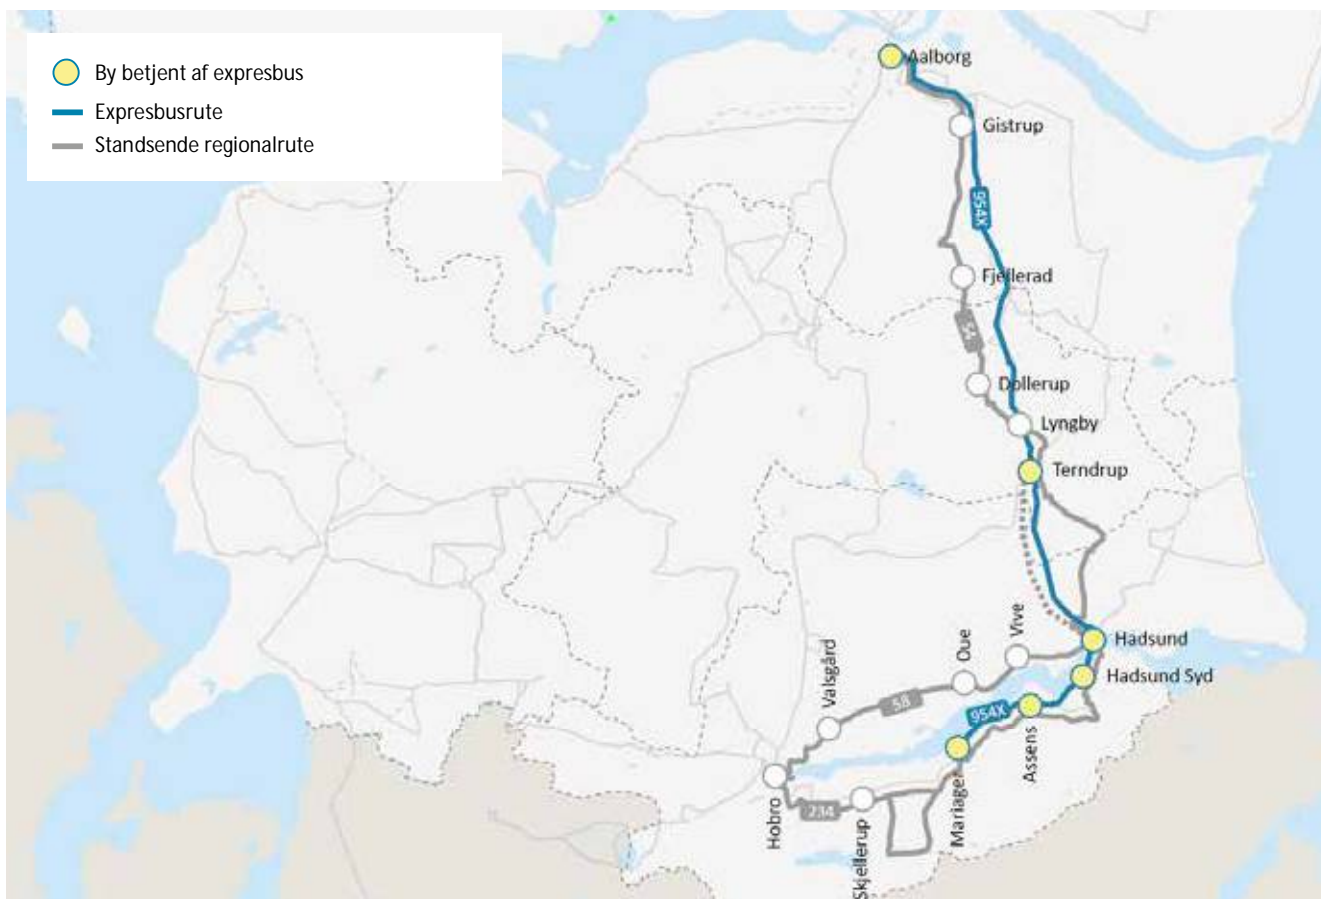 By betjent af expresbus
Expresbusrute
Standsende regionalrute
Aalborg
Gistrup
954X
Fjellerad
54
Dollerup
Lyngby
Terndrup
Hadsund
Hadsund Syd
Vive
Oue
Valsgård
58
954X
Assens
Mariager
234
Skjellerup
Hobro